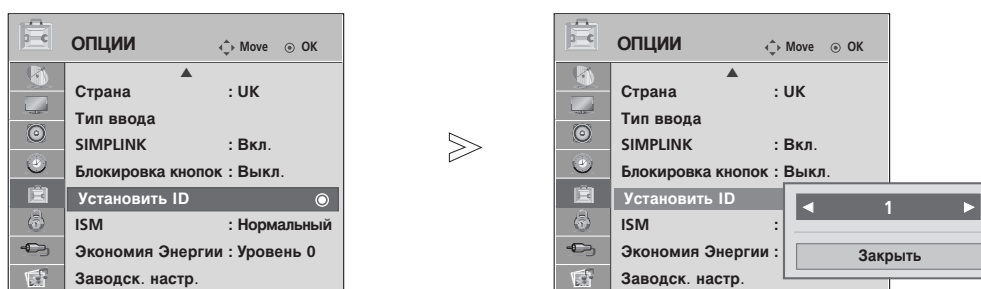 ОПЦИИ Move OK
Страна : UK
Тип ввода
SIMPLINK : Вкл.
Блокировка кнопок : Выкл.
Установить ID
ISM : Нормальный
Экономия Энергии : Уровень 0
Заводск. настр.
ОПЦИИ Move OK
Страна : UK
Тип ввода
SIMPLINK : Вкл.
Блокировка кнопок : Выкл.
Установить ID
ISM :
Экономия Энергии :
Заводск. настр.
1
Закрыть